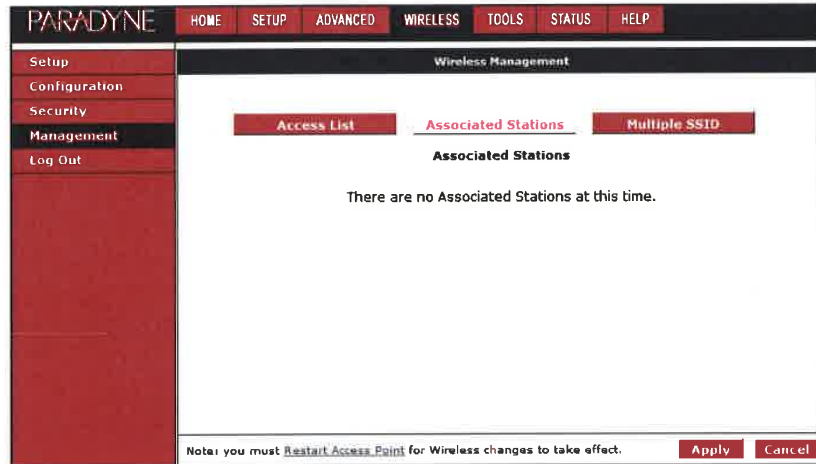 PARADYNE
HOME SETUP ADVANCED WIRELESS TOOLS STATUS HELP
Setup
Configuration
Security
Management
Log Out
Wireless Management
Access List Associated Stations Multiple SSID
Associated Stations
There are no Associated Stations at this time.
Note: you must Restart Access Point for Wireless changes to take effect. Apply Cancel